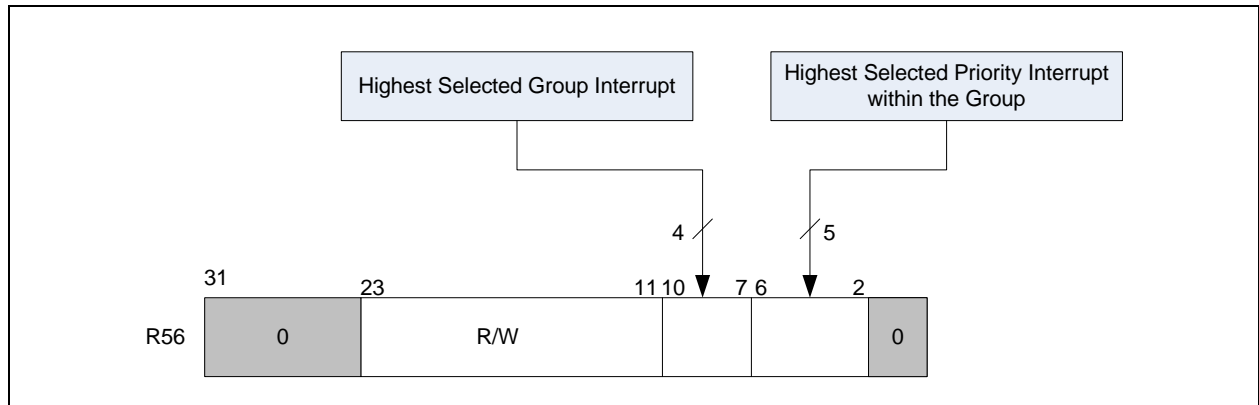 Highest Selected Group Interrupt
Highest Selected Priority Interrupt
within the Group
4
5
31
23
11 10
7 6
2
R56
0
R/W
0